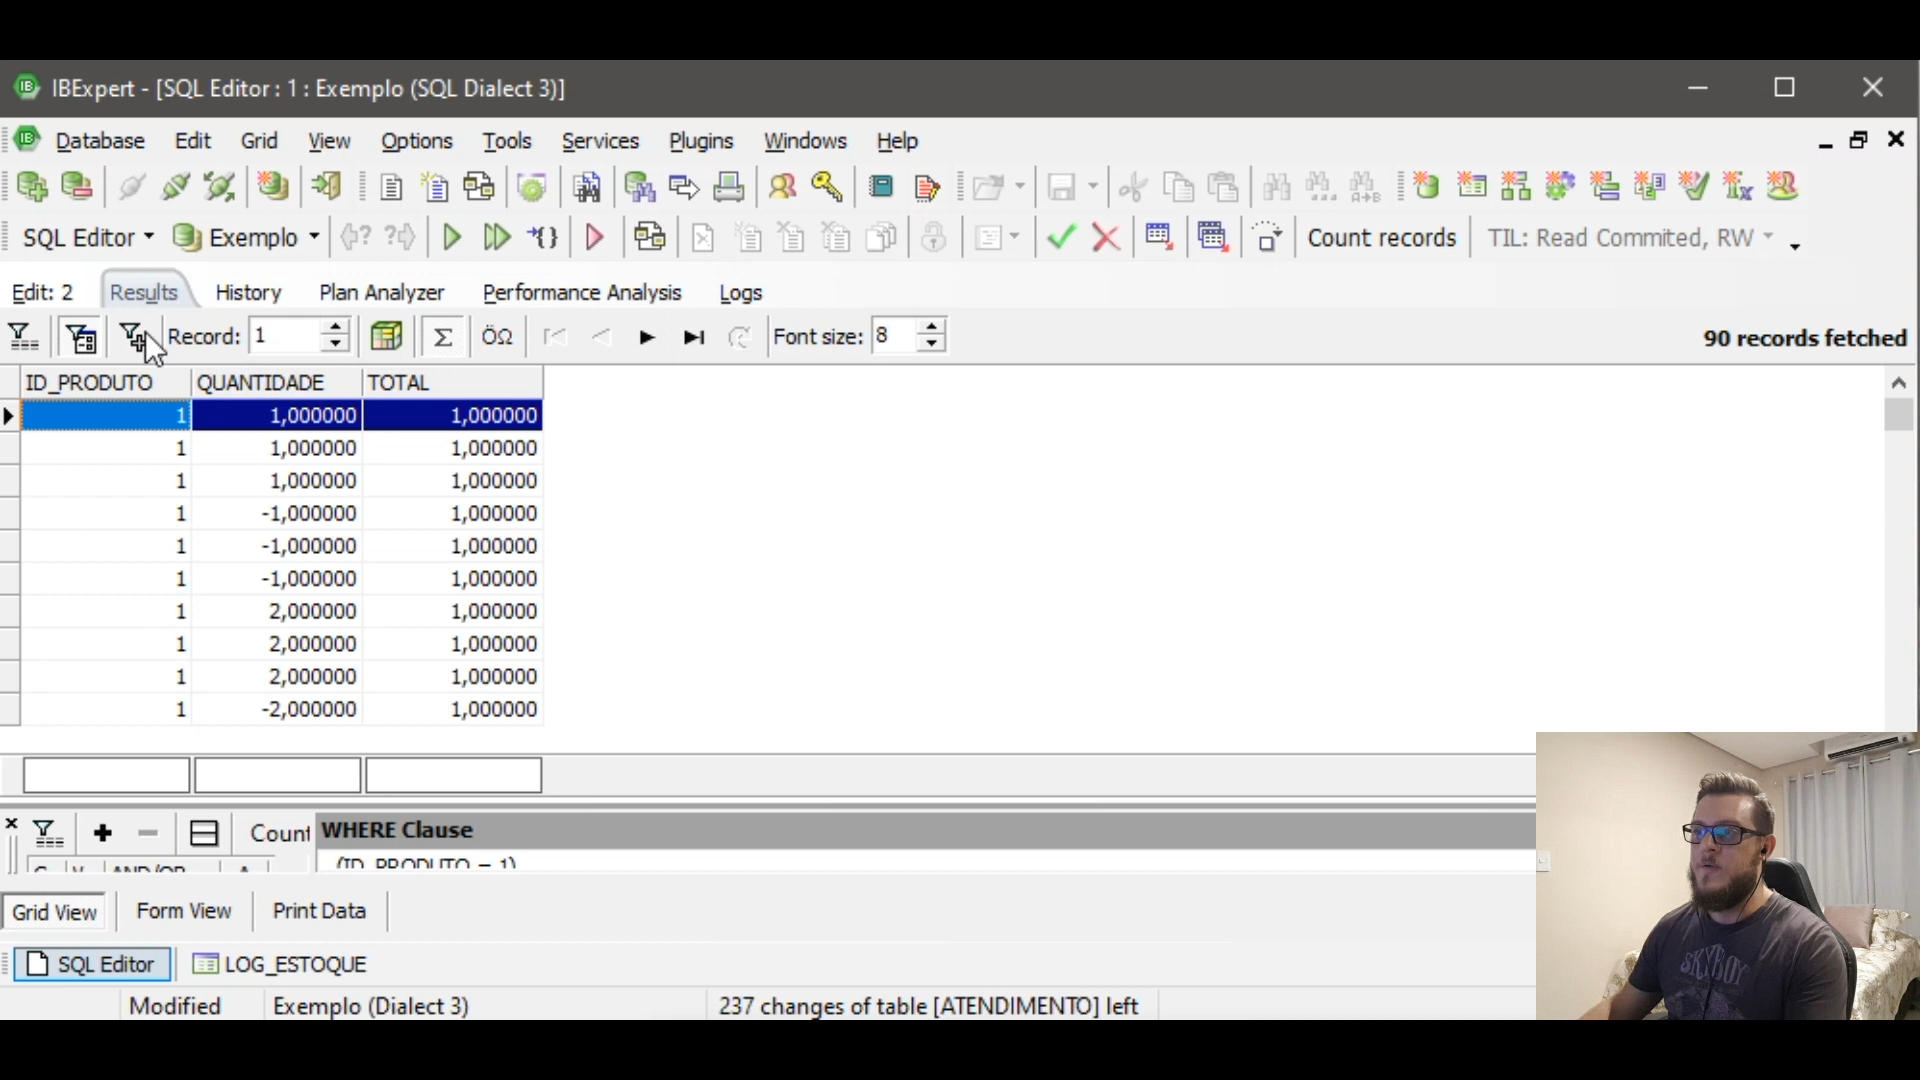 IBExpert - [SQL Editor : 1 : Exemplo (SQL Dialect 3)]
Database Edit Grid View Options Tools Services Plugins Windows Help
SQL Editor Exemplo Count records TIL: Read Commited, RW
Edit: 2 Results History Plan Analyzer Performance Analysis Logs
Record: 1 Σ ÖΩ Font size: 8 90 records fetched
ID_PRODUTO QUANTIDADE TOTAL
1 1,000000 1,000000
1 1,000000 1,000000
1 1,000000 1,000000
1 -1,000000 1,000000
1 -1,000000 1,000000
1 -1,000000 1,000000
1 2,000000 1,000000
1 2,000000 1,000000
1 2,000000 1,000000
1 -2,000000 1,000000
Count WHERE Clause
(ID_PRODUTO = 1)
AND/OR
Grid View Form View Print Data
SQL Editor LOG_ESTOQUE
Modified Exemplo (Dialect 3) 237 changes of table [ATENDIMENTO] left
SKYBOY